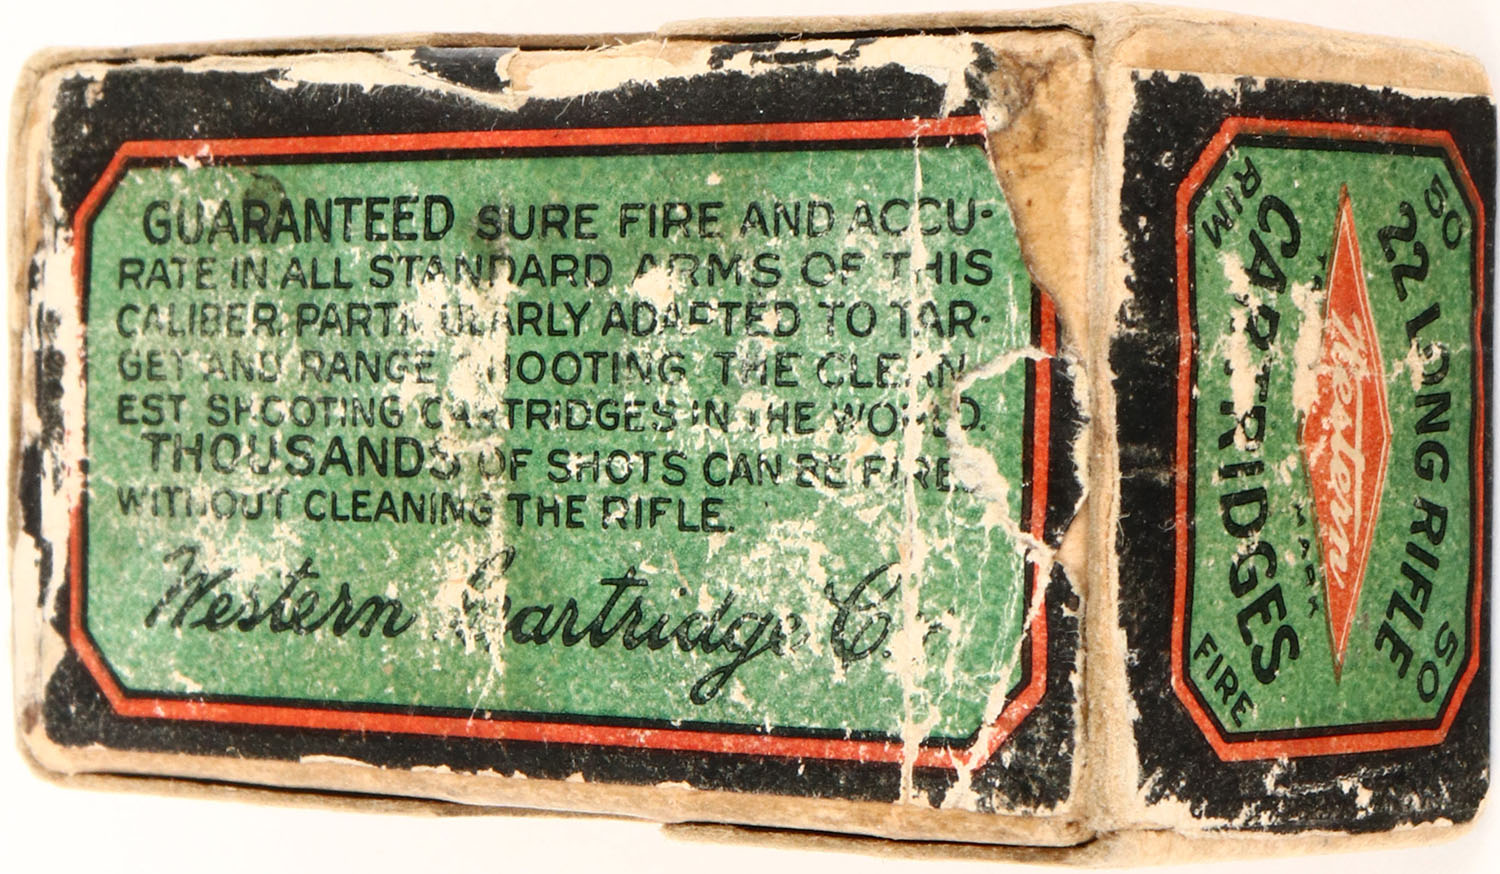 GUARANTEED SURE FIRE AND ACCU-
RATE IN ALL STANDARD ARMS OF THIS
CALIBER. PARTICULARLY ADAPTED TO TAR-
GET AND RANGE SHOOTING THE CLEAN
EST SHOOTING CARTRIDGES IN THE WORLD.
THOUSANDS OF SHOTS CAN BE FIRED
WITHOUT CLEANING THE RIFLE.
Western Cartridge Co.
50 50
22 LONG RIFLE
Western
MARK
CARTRIDGES
RIM FIRE